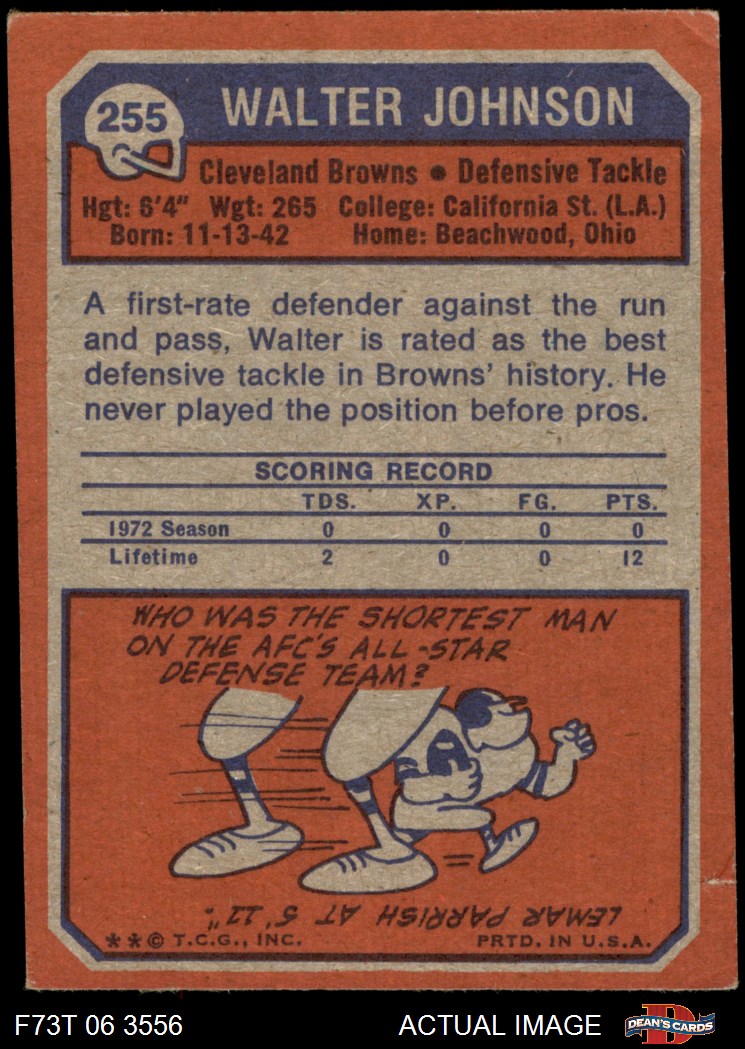 255
WALTER JOHNSON
Cleveland Browns • Defensive Tackle
Hgt: 6'4" Wgt: 265 College: California St. (L.A.)
Born: 11-13-42 Home: Beachwood, Ohio
A first-rate defender against the run
and pass, Walter is rated as the best
defensive tackle in Browns' history. He
never played the position before pros.
SCORING RECORD
TDS. XP. FG. PTS.
1972 Season 0 0 0 0
Lifetime 2 0 0 12
WHO WAS THE SHORTEST MAN
ON THE AFC'S ALL-STAR
DEFENSE TEAM?
LEMAR PARRISH AT 5' 11".
**© T.C.G., INC. PRTD. IN U.S.A.
F73T 06 3556 ACTUAL IMAGE
D
DEAN'S CARDS